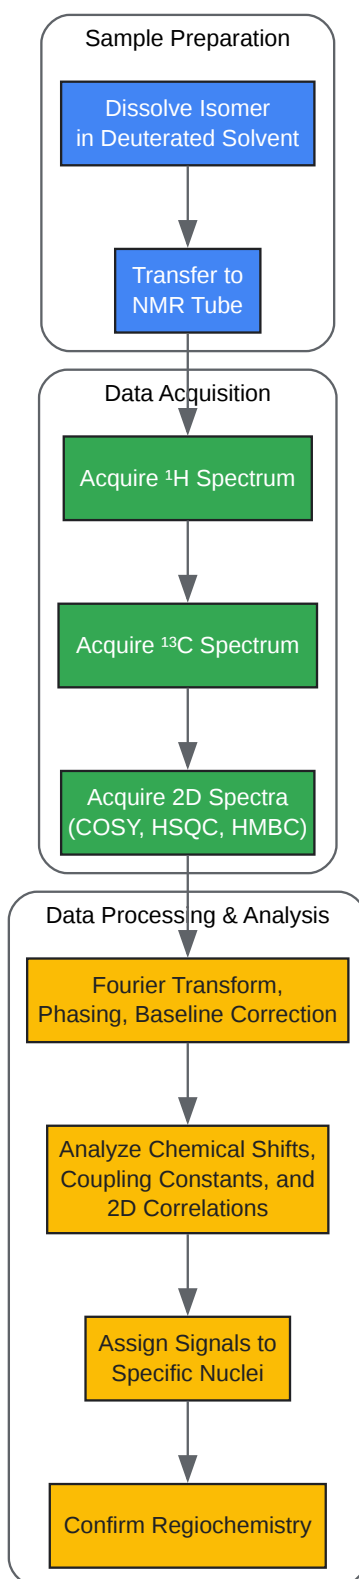 Sample Preparation
Dissolve Isomer
in Deuterated Solvent
Transfer to
NMR Tube
Data Acquisition
Acquire ¹H Spectrum
Acquire ¹³C Spectrum
Acquire 2D Spectra
(COSY, HSQC, HMBC)
Data Processing & Analysis
Fourier Transform,
Phasing, Baseline Correction
Analyze Chemical Shifts,
Coupling Constants, and
2D Correlations
Assign Signals to
Specific Nuclei
Confirm Regiochemistry